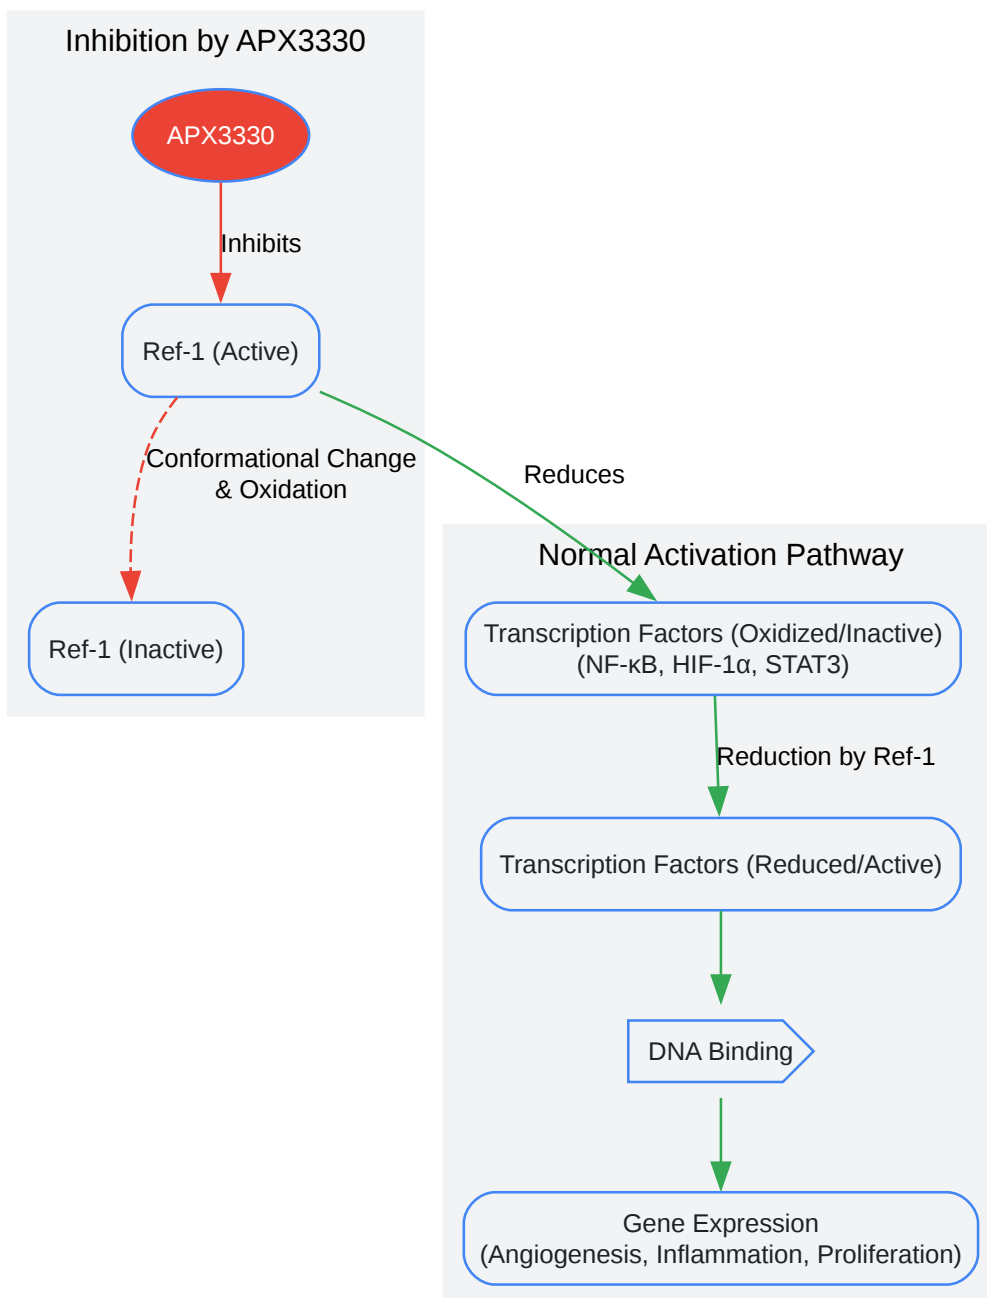 Inhibition by APX3330
APX3330
Inhibits
Ref-1 (Active)
Conformational Change
& Oxidation
Ref-1 (Inactive)
Reduces
Normal Activation Pathway
Transcription Factors (Oxidized/Inactive)
(NF-κB, HIF-1α, STAT3)
Reduction by Ref-1
Transcription Factors (Reduced/Active)
DNA Binding
Gene Expression
(Angiogenesis, Inflammation, Proliferation)